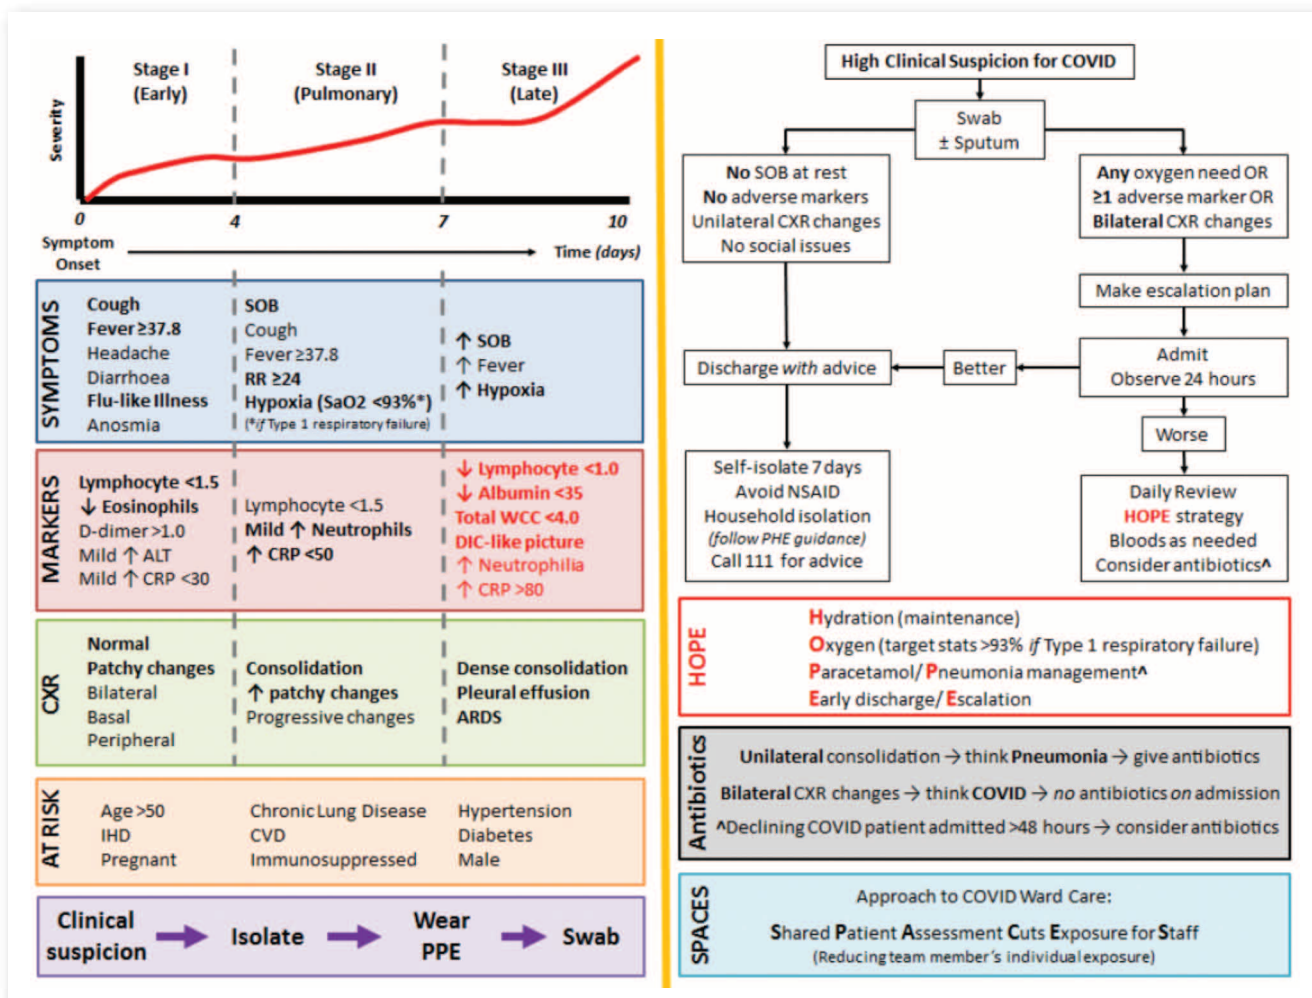 Stage I
(Early)
Stage II
(Pulmonary)
Stage III
(Late)
Severity
0
4
7
10
Symptom
Onset
Time (days)
SYMPTOMS
Cough
Fever≥37.8
Headache
Diarrhoea
Flu-like Illness
Anosmia
SOB
Cough
Fever≥37.8
RR ≥24
Hypoxia (SaO2 <93%*)
(*if Type 1 respiratory failure)
↑ SOB
↑ Fever
↑ Hypoxia
MARKERS
Lymphocyte <1.5
↓ Eosinophils
D-dimer >1.0
Mild ↑ ALT
Mild ↑ CRP <30
Lymphocyte <1.5
Mild ↑ Neutrophils
↑ CRP <50
↓ Lymphocyte <1.0
↓ Albumin <35
Total WCC <4.0
DIC-like picture
↑ Neutrophilia
↑ CRP >80
CXR
Normal
Patchy changes
Bilateral
Basal
Peripheral
Consolidation
↑ patchy changes
Progressive changes
Dense consolidation
Pleural effusion
ARDS
AT RISK
Age >50
IHD
Pregnant
Chronic Lung Disease
CVD
Immunosuppressed
Hypertension
Diabetes
Male
Clinical
suspicion
Isolate
Wear
PPE
Swab
High Clinical Suspicion for COVID
Swab
± Sputum
No SOB at rest
No adverse markers
Unilateral CXR changes
No social issues
Any oxygen need OR
≥1 adverse marker OR
Bilateral CXR changes
Make escalation plan
Discharge with advice
Better
Admit
Observe 24 hours
Worse
Self-isolate 7 days
Avoid NSAID
Household isolation
(follow PHE guidance)
Call 111 for advice
Daily Review
HOPE strategy
Bloods as needed
Consider antibiotics^
HOPE
Hydration (maintenance)
Oxygen (target stats >93% if Type 1 respiratory failure)
Paracetamol/ Pneumonia management^
Early discharge/ Escalation
Antibiotics
Unilateral consolidation → think Pneumonia → give antibiotics
Bilateral CXR changes → think COVID → no antibiotics on admission
^Declining COVID patient admitted >48 hours → consider antibiotics
SPACES
Approach to COVID Ward Care:
Shared Patient Assessment Cuts Exposure for Staff
(Reducing team member's individual exposure)